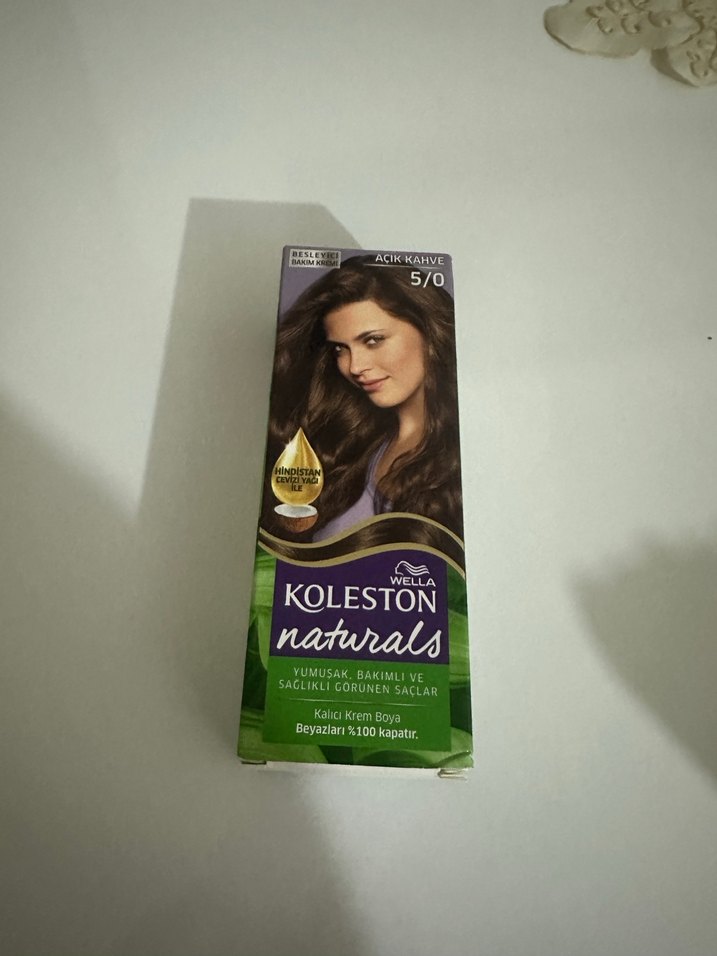 BESLEYİCİ
BAKIM KREMİ
AÇIK KAHVE
5/0
HİNDİSTAN
CEVİZİ YAĞI
İLE
WELLA
KOLESTON
naturals
YUMUŞAK, BAKIMLI VE
SAĞLIKLI GÖRÜNEN SAÇLAR
Kalıcı Krem Boya
Beyazları %100 kapatır.